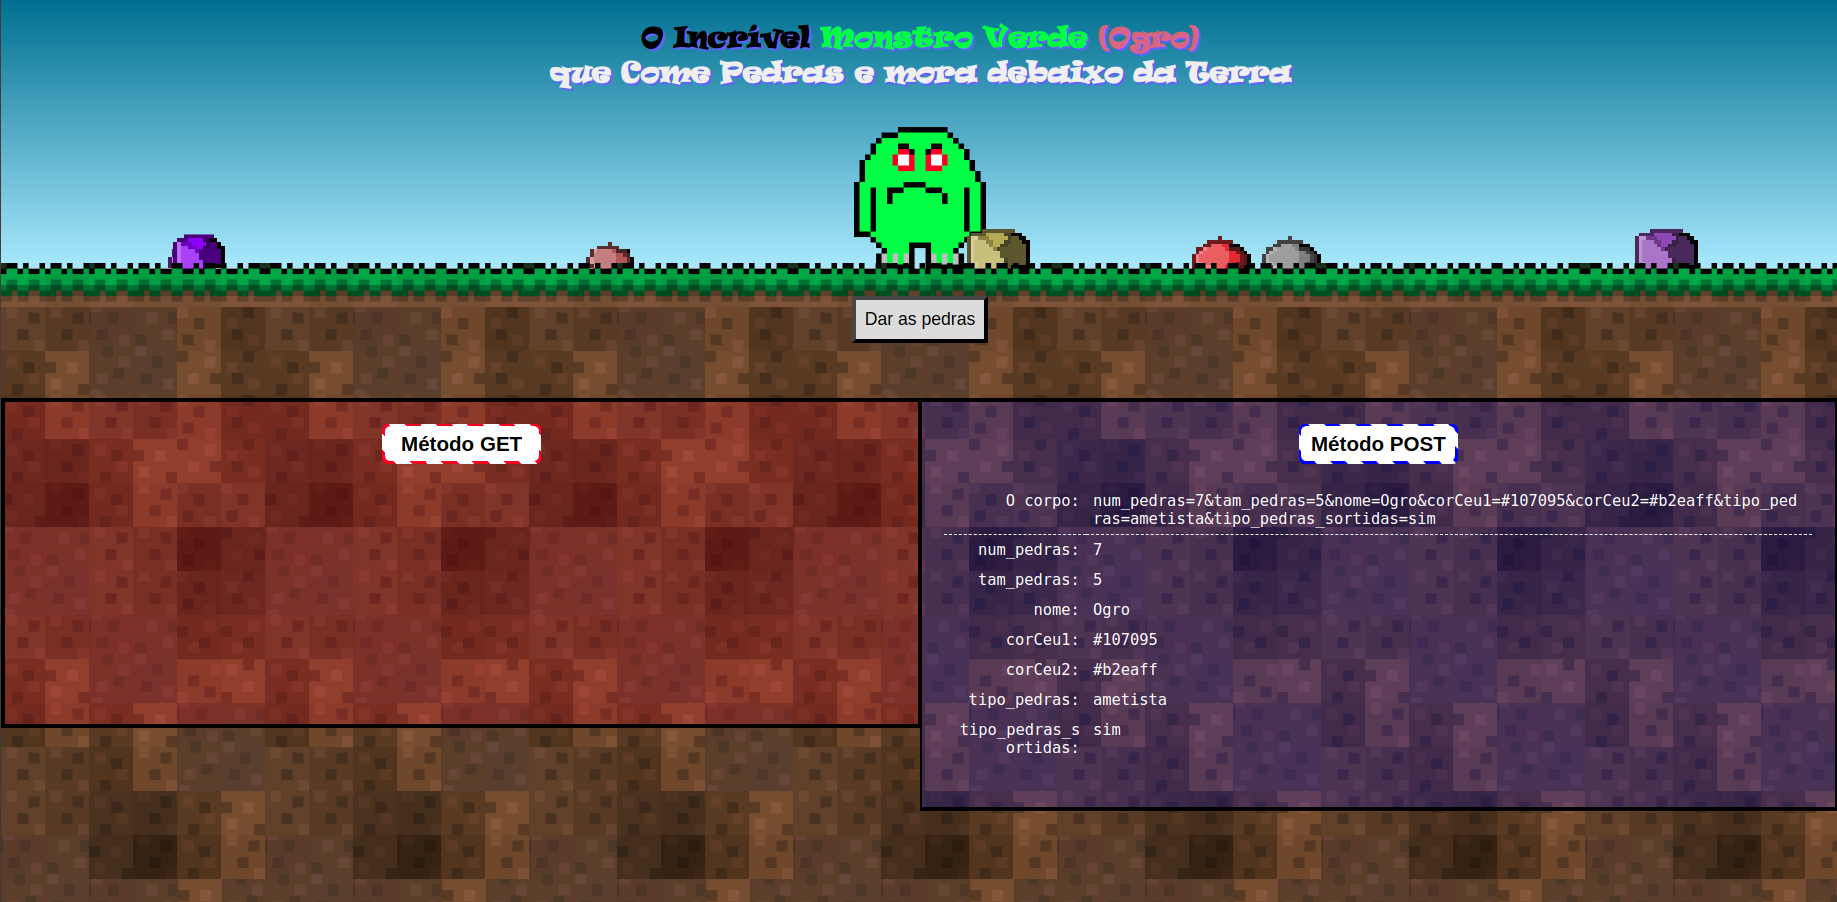 O Incrível Monstro Verde (Ogro)
que Come Pedras e mora debaixo da Terra
Dar as pedras
Método GET
Método POST
O corpo: num_pedras=7&tam_pedras=5&nome=Ogro&corCeu1=#107095&corCeu2=#b2eaff&tipo_ped
ras=ametista&tipo_pedras_sortidas=sim
num_pedras: 7
tam_pedras: 5
nome: Ogro
corCeu1: #107095
corCeu2: #b2eaff
tipo_pedras: ametista
tipo_pedras_s sim
ortidas: